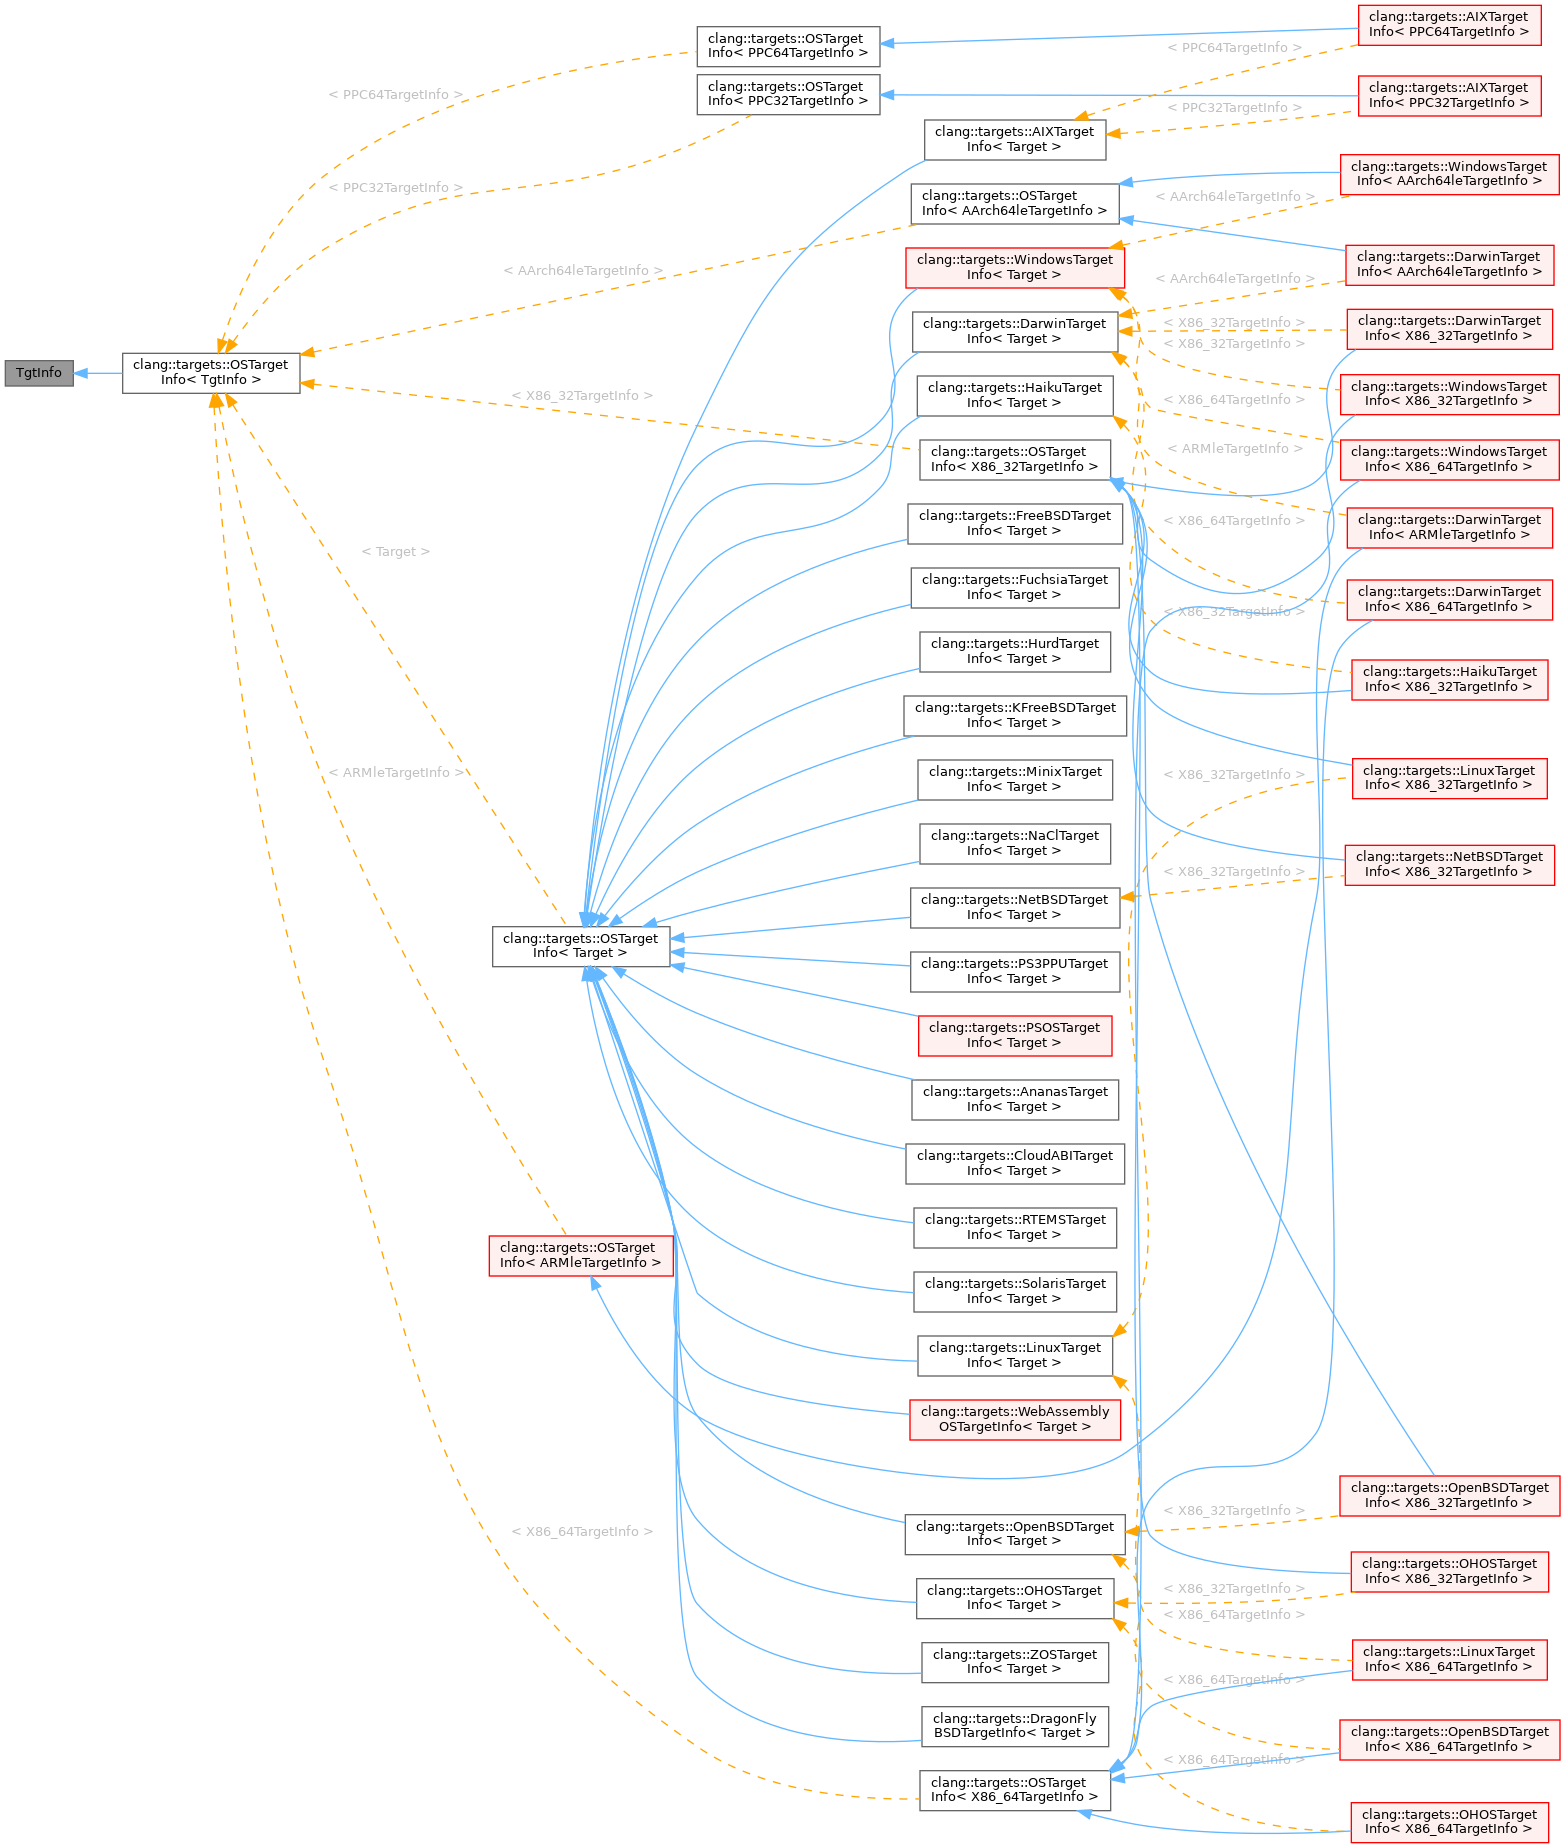 TgtInfo
clang::targets::OSTarget
Info< TgtInfo >
< PPC64TargetInfo >
< PPC32TargetInfo >
< AArch64leTargetInfo >
< X86_32TargetInfo >
< Target >
< ARMleTargetInfo >
< X86_64TargetInfo >
clang::targets::OSTarget
Info< Target >
clang::targets::OSTarget
Info< ARMleTargetInfo >
clang::targets::OSTarget
Info< PPC64TargetInfo >
clang::targets::OSTarget
Info< PPC32TargetInfo >
clang::targets::AIXTarget
Info< Target >
clang::targets::OSTarget
Info< AArch64leTargetInfo >
clang::targets::WindowsTarget
Info< Target >
clang::targets::DarwinTarget
Info< Target >
clang::targets::HaikuTarget
Info< Target >
clang::targets::OSTarget
Info< X86_32TargetInfo >
clang::targets::FreeBSDTarget
Info< Target >
clang::targets::FuchsiaTarget
Info< Target >
clang::targets::HurdTarget
Info< Target >
clang::targets::KFreeBSDTarget
Info< Target >
clang::targets::MinixTarget
Info< Target >
clang::targets::NaClTarget
Info< Target >
clang::targets::NetBSDTarget
Info< Target >
clang::targets::PS3PPUTarget
Info< Target >
clang::targets::PSOSTarget
Info< Target >
clang::targets::AnanasTarget
Info< Target >
clang::targets::CloudABITarget
Info< Target >
clang::targets::RTEMSTarget
Info< Target >
clang::targets::SolarisTarget
Info< Target >
clang::targets::LinuxTarget
Info< Target >
clang::targets::WebAssembly
OSTargetInfo< Target >
clang::targets::OpenBSDTarget
Info< Target >
clang::targets::OHOSTarget
Info< Target >
clang::targets::ZOSTarget
Info< Target >
clang::targets::DragonFly
BSDTargetInfo< Target >
clang::targets::OSTarget
Info< X86_64TargetInfo >
< PPC64TargetInfo >
< PPC32TargetInfo >
< AArch64leTargetInfo >
< AArch64leTargetInfo >
< X86_32TargetInfo >
< X86_32TargetInfo >
< X86_64TargetInfo >
< ARMleTargetInfo >
< X86_64TargetInfo >
< X86_32TargetInfo >
< X86_32TargetInfo >
< X86_32TargetInfo >
< X86_32TargetInfo >
< X86_32TargetInfo >
< X86_64TargetInfo >
< X86_64TargetInfo >
< X86_64TargetInfo >
clang::targets::AIXTarget
Info< PPC64TargetInfo >
clang::targets::AIXTarget
Info< PPC32TargetInfo >
clang::targets::WindowsTarget
Info< AArch64leTargetInfo >
clang::targets::DarwinTarget
Info< AArch64leTargetInfo >
clang::targets::DarwinTarget
Info< X86_32TargetInfo >
clang::targets::WindowsTarget
Info< X86_32TargetInfo >
clang::targets::WindowsTarget
Info< X86_64TargetInfo >
clang::targets::DarwinTarget
Info< ARMleTargetInfo >
clang::targets::DarwinTarget
Info< X86_64TargetInfo >
clang::targets::HaikuTarget
Info< X86_32TargetInfo >
clang::targets::LinuxTarget
Info< X86_32TargetInfo >
clang::targets::NetBSDTarget
Info< X86_32TargetInfo >
clang::targets::OpenBSDTarget
Info< X86_32TargetInfo >
clang::targets::OHOSTarget
Info< X86_32TargetInfo >
clang::targets::LinuxTarget
Info< X86_64TargetInfo >
clang::targets::OpenBSDTarget
Info< X86_64TargetInfo >
clang::targets::OHOSTarget
Info< X86_64TargetInfo >